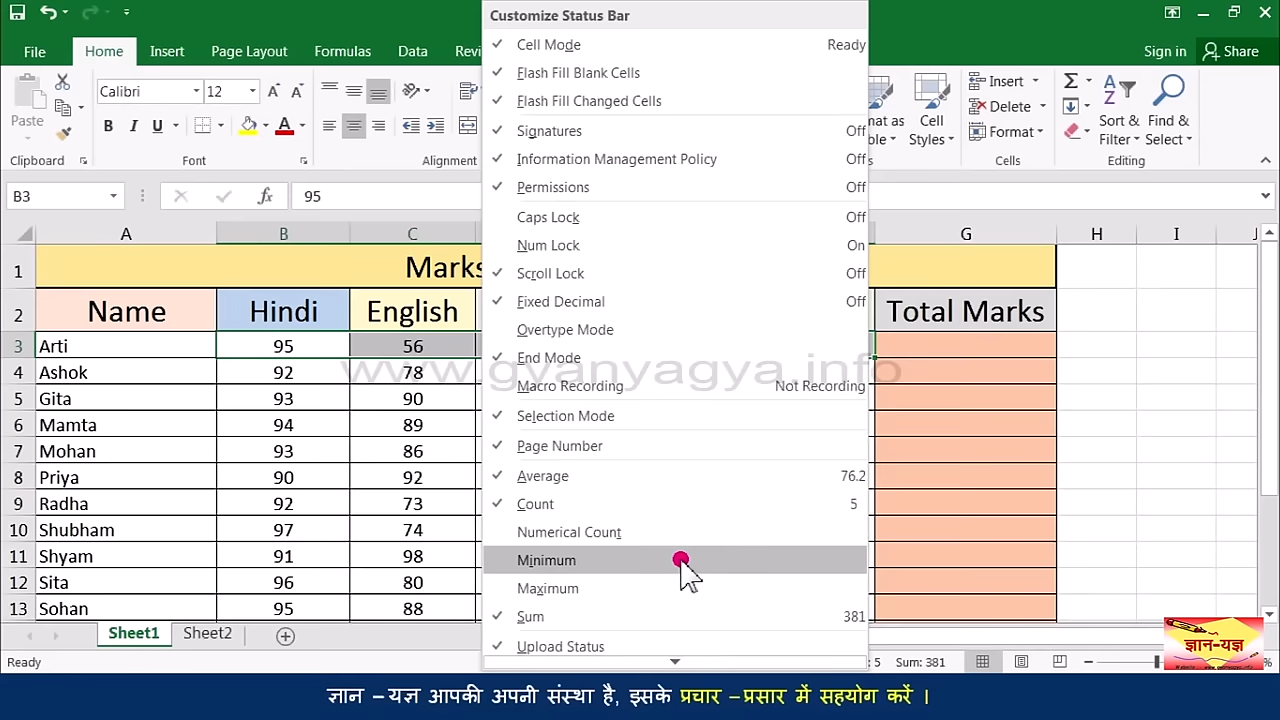 Customize Status Bar
File Home Insert Page Layout Formulas Data Revi Sign in Share
Cell Mode Ready
Flash Fill Blank Cells
Flash Fill Changed Cells
Signatures Off
Information Management Policy Off
Permissions Off
Caps Lock Off
Num Lock On
Scroll Lock Off
Fixed Decimal Off
Overtype Mode
End Mode
Macro Recording Not Recording
Selection Mode
Page Number
Average 76.2
Count 5
Numerical Count
Minimum
Maximum
Sum 381
Upload Status
Calibri 12
Paste
B I U
Clipboard Font Alignment
Insert
Delete
Format
Cell Styles
Sort & Filter
Find & Select
Cells Editing
B3 fx 95
A B C G H I J
1 Marks
2 Name Hindi English Total Marks
3 Arti 95 56
4 Ashok 92 78
5 Gita 93 90
6 Mamta 94 89
7 Mohan 93 86
8 Priya 90 92
9 Radha 92 73
10 Shubham 97 74
11 Shyam 91 98
12 Sita 96 80
13 Sohan 95 88
www.gyanyagya.info
Sheet1 Sheet2
Ready : 5 Sum: 381 %
ज्ञान-यज्ञ
ज्ञान – यज्ञ आपकी अपनी संस्था है, इसके प्रचार – प्रसार में सहयोग करें ।